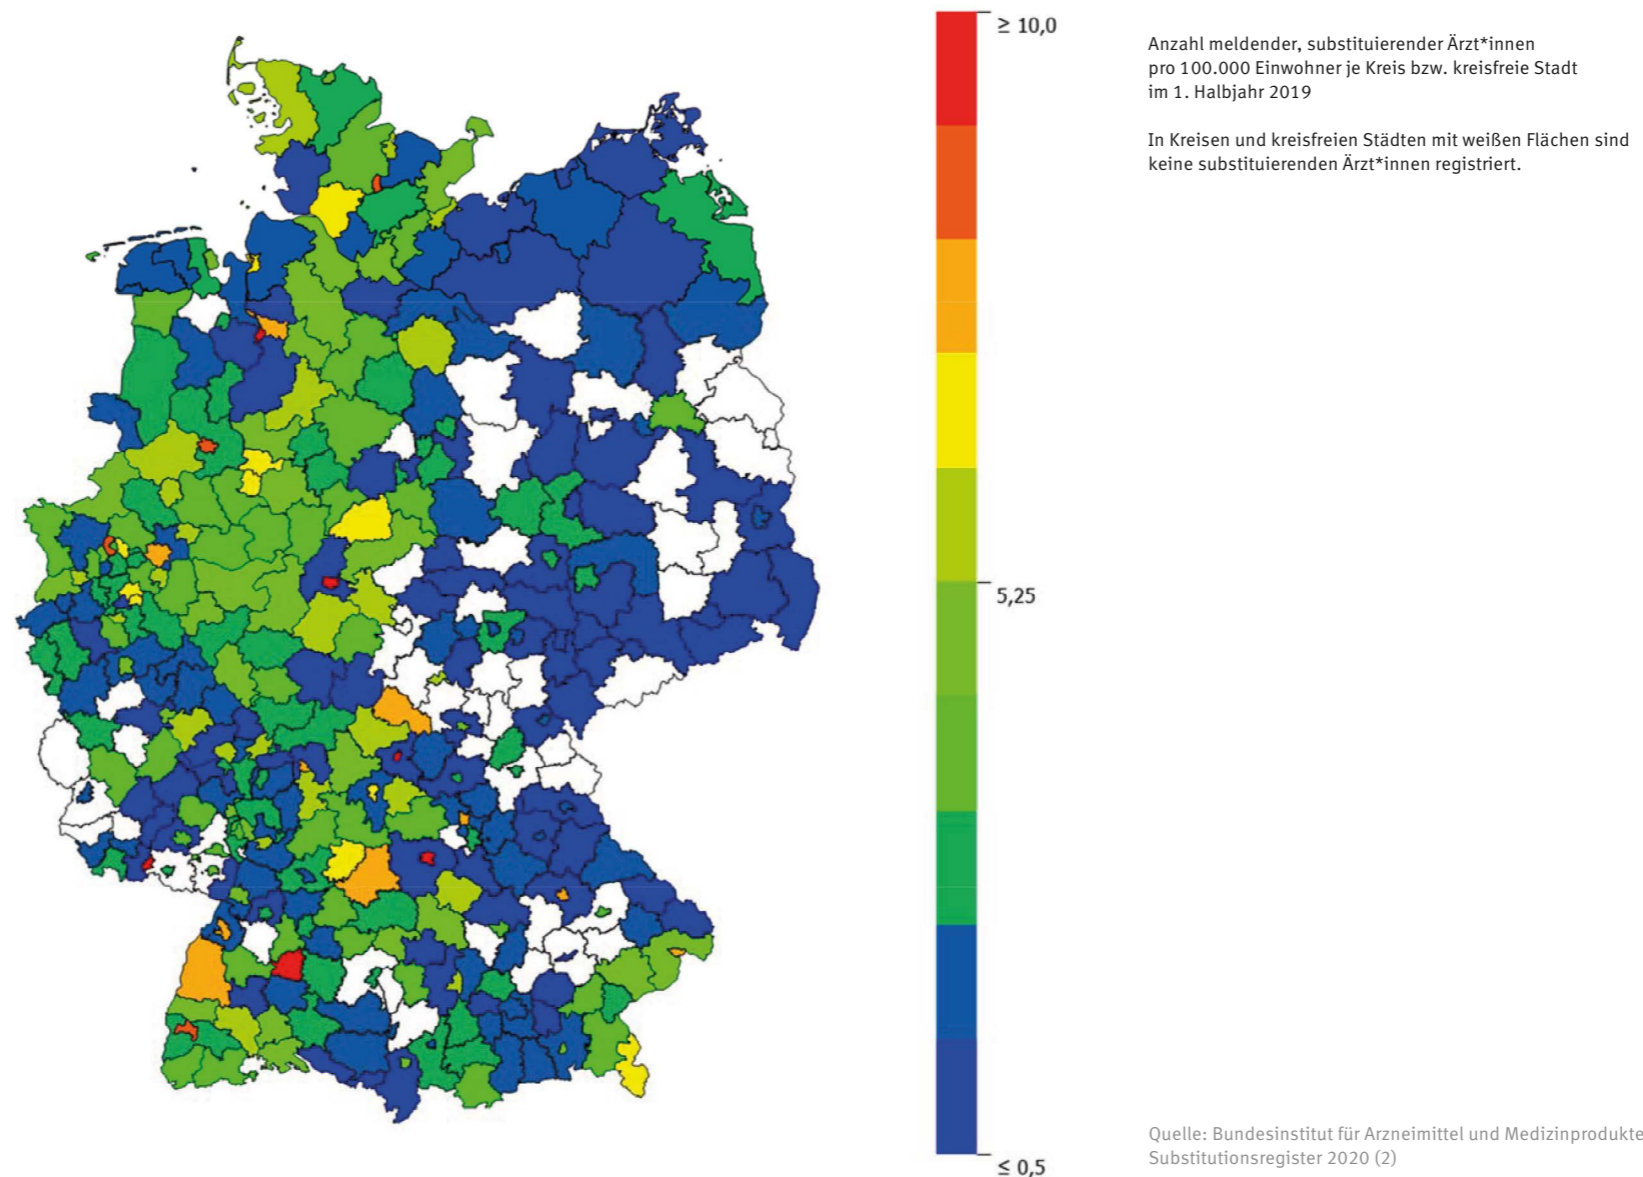 ≥ 10,0
5,25
≤ 0,5
Anzahl meldender, substituierender Ärzt*innen
pro 100.000 Einwohner je Kreis bzw. kreisfreie Stadt
im 1. Halbjahr 2019
In Kreisen und kreisfreien Städten mit weißen Flächen sind
keine substituierenden Ärzt*innen registriert.
Quelle: Bundesinstitut für Arzneimittel und Medizinprodukte
Substitutionsregister 2020 (2)